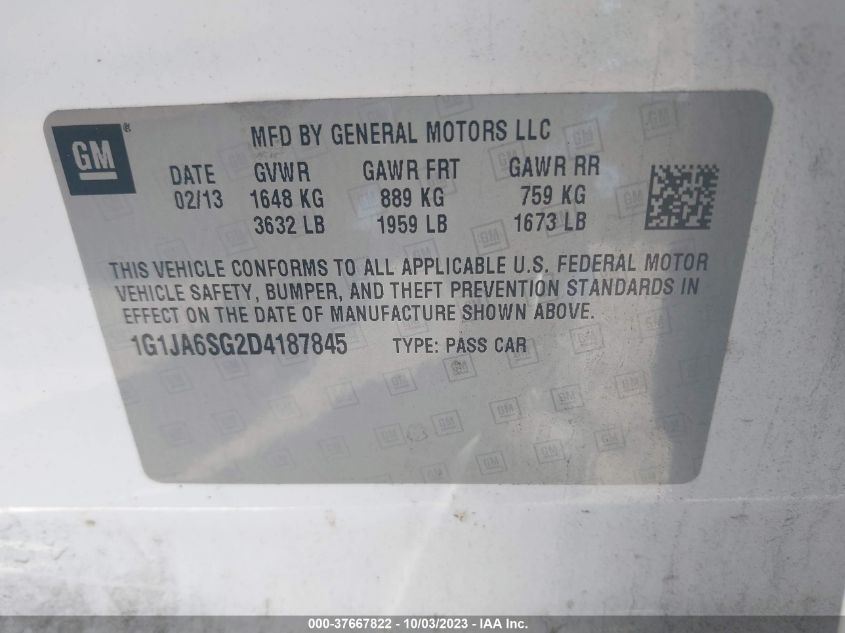 GM ®
MFD BY GENERAL MOTORS LLC
DATE GVWR GAWR FRT GAWR RR
02/13 1648 KG 889 KG 759 KG
3632 LB 1959 LB 1673 LB
THIS VEHICLE CONFORMS TO ALL APPLICABLE U.S. FEDERAL MOTOR
VEHICLE SAFETY, BUMPER, AND THEFT PREVENTION STANDARDS IN
EFFECT ON THE DATE OF MANUFACTURE SHOWN ABOVE.
1G1JA6SG2D4187845 TYPE: PASS CAR
000-37667822 - 10/03/2023 - IAA Inc.